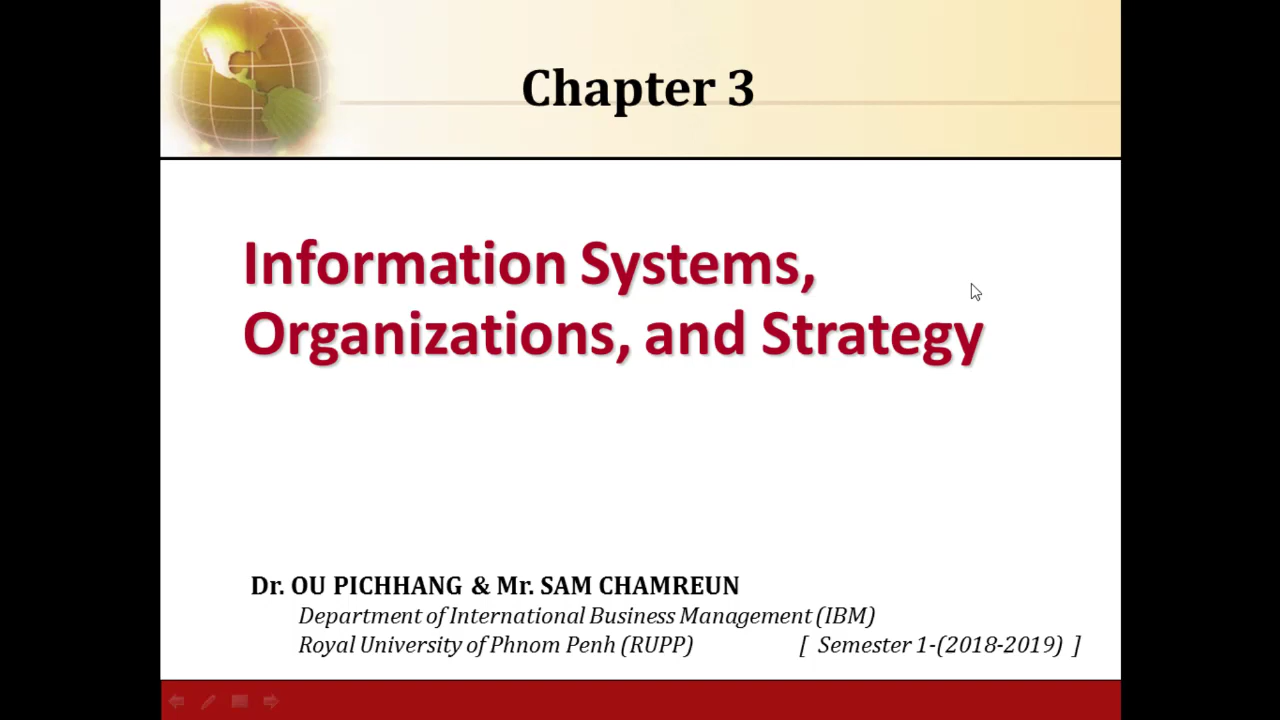 Chapter 3
Information Systems,
Organizations, and Strategy
Dr. OU PICHHANG & Mr. SAM CHAMREUN
Department of International Business Management (IBM)
Royal University of Phnom Penh (RUPP) [ Semester 1-(2018-2019) ]